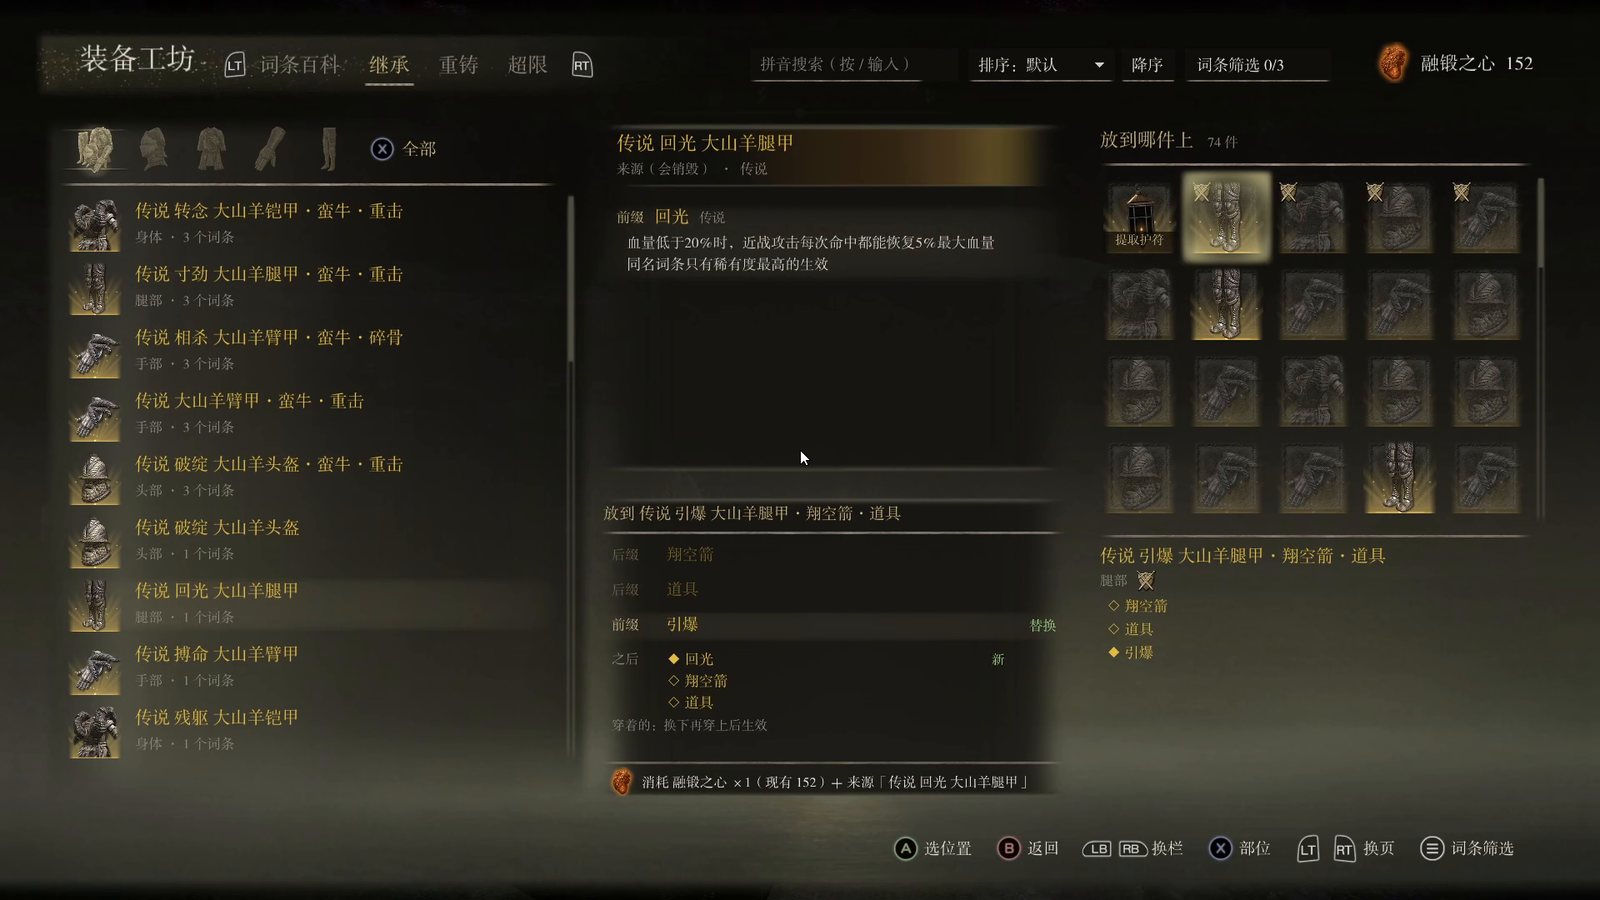 装备工坊
LT 词条百科 继承 重铸 超限 RT
拼音搜索（按 / 输入）
排序：默认
降序
词条筛选 0/3
融锻之心 152
X 全部
传说 转念 大山羊铠甲・蛮牛・重击
身体 · 3 个词条
传说 寸劲 大山羊腿甲・蛮牛・重击
腿部 · 3 个词条
传说 相杀 大山羊臂甲・蛮牛・碎骨
手部 · 3 个词条
传说 大山羊臂甲・蛮牛・重击
手部 · 3 个词条
传说 破绽 大山羊头盔・蛮牛・重击
头部 · 3 个词条
传说 破绽 大山羊头盔
头部 · 1 个词条
传说 回光 大山羊腿甲
腿部 · 1 个词条
传说 搏命 大山羊臂甲
手部 · 1 个词条
传说 残躯 大山羊铠甲
身体 · 1 个词条
传说 回光 大山羊腿甲
来源（会销毁） · 传说
前缀 回光 传说
血量低于20%时，近战攻击每次命中都能恢复5%最大血量
同名词条只有稀有度最高的生效
放到 传说 引爆 大山羊腿甲・翔空箭・道具
后缀 翔空箭
后缀 道具
前缀 引爆 替换
之后 ◆ 回光 新
◇ 翔空箭
◇ 道具
穿着的：换下再穿上后生效
消耗 融锻之心 ×1（现有 152）＋ 来源「传说 回光 大山羊腿甲」
放到哪件上 74 件
提取护符
传说 引爆 大山羊腿甲・翔空箭・道具
腿部
◇ 翔空箭
◇ 道具
◆ 引爆
A 选位置 B 返回 LB RB 换栏 X 部位 LT RT 换页 词条筛选